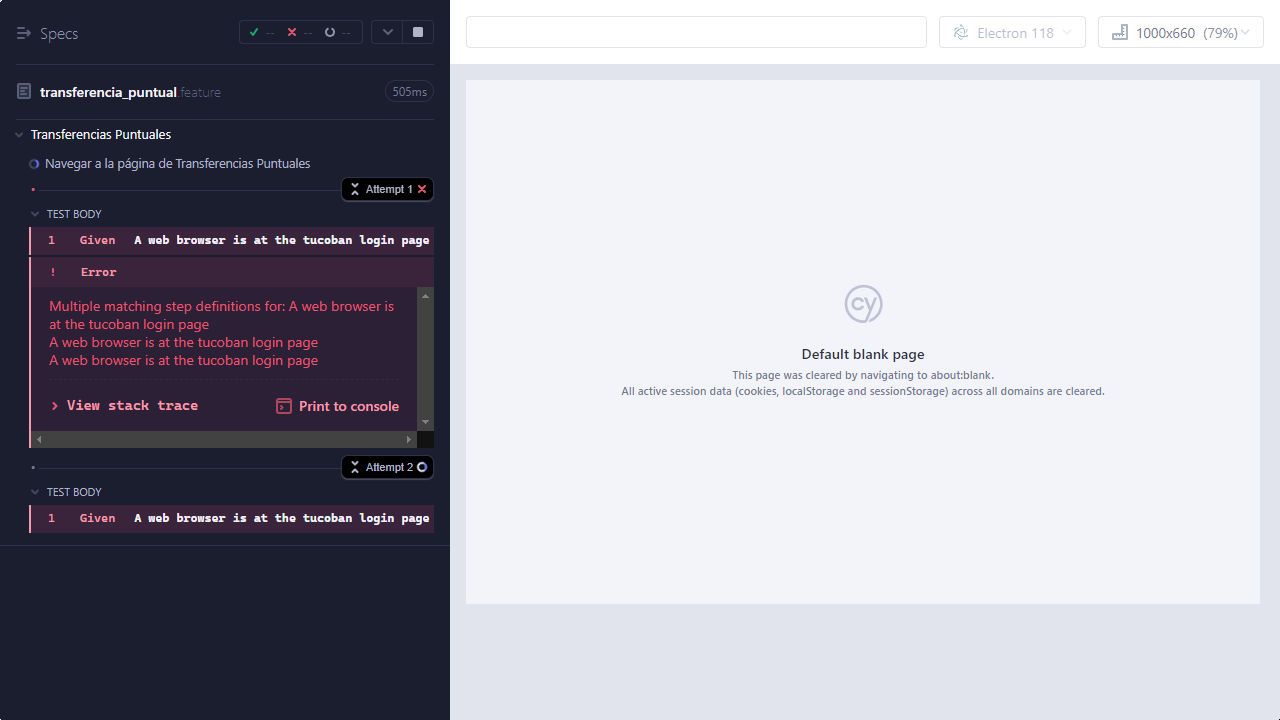 Specs
-- -- --
transferencia_puntual.feature
505ms
Transferencias Puntuales
Navegar a la página de Transferencias Puntuales
Attempt 1
TEST BODY
1 Given A web browser is at the tucoban login page
! Error
Multiple matching step definitions for: A web browser is
at the tucoban login page
A web browser is at the tucoban login page
A web browser is at the tucoban login page
View stack trace
Print to console
Attempt 2
TEST BODY
1 Given A web browser is at the tucoban login page
Electron 118
1000x660 (79%)
cy
Default blank page
This page was cleared by navigating to about:blank.
All active session data (cookies, localStorage and sessionStorage) across all domains are cleared.